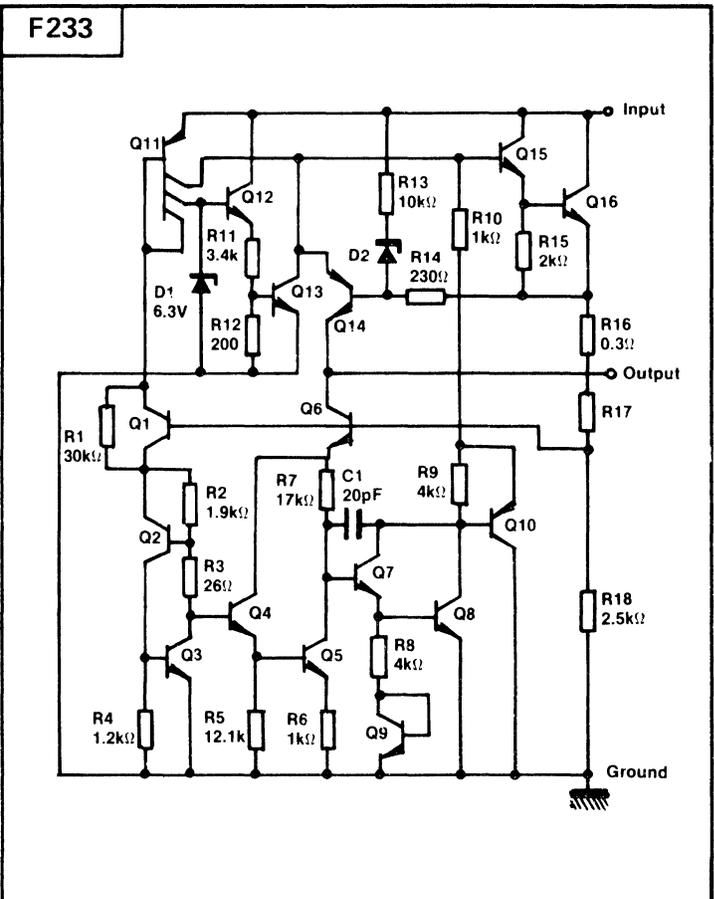 F233
Input
Q11
Q15
Q12
R13
10kΩ
Q16
R10
1kΩ
R11
3.4k
D2
R14
230Ω
R15
2kΩ
D1
6.3V
Q13
R12
200
Q14
R16
0.3Ω
Output
Q6
Q1
R17
R1
30kΩ
R7
17kΩ
C1
20pF
R9
4kΩ
R2
1.9kΩ
Q10
Q2
R3
26Ω
Q7
Q4
Q8
R18
2.5kΩ
Q3
Q5
R8
4kΩ
R4
1.2kΩ
R5
12.1k
R6
1kΩ
Q9
Ground